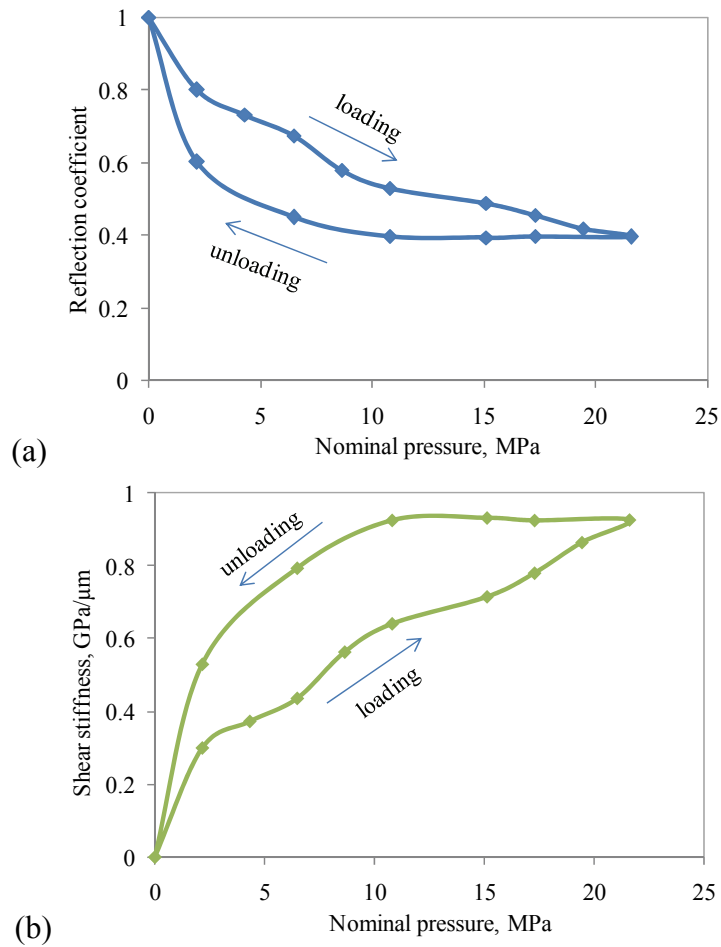 1
0.8
0.6
0.4
0.2
0
Reflection coefficient
loading
unloading
0 5 10 15 20 25
Nominal pressure, MPa
(a)
1
0.8
0.6
0.4
0.2
0
Shear stiffness, GPa/μm
unloading
loading
0 5 10 15 20 25
Nominal pressure, MPa
(b)